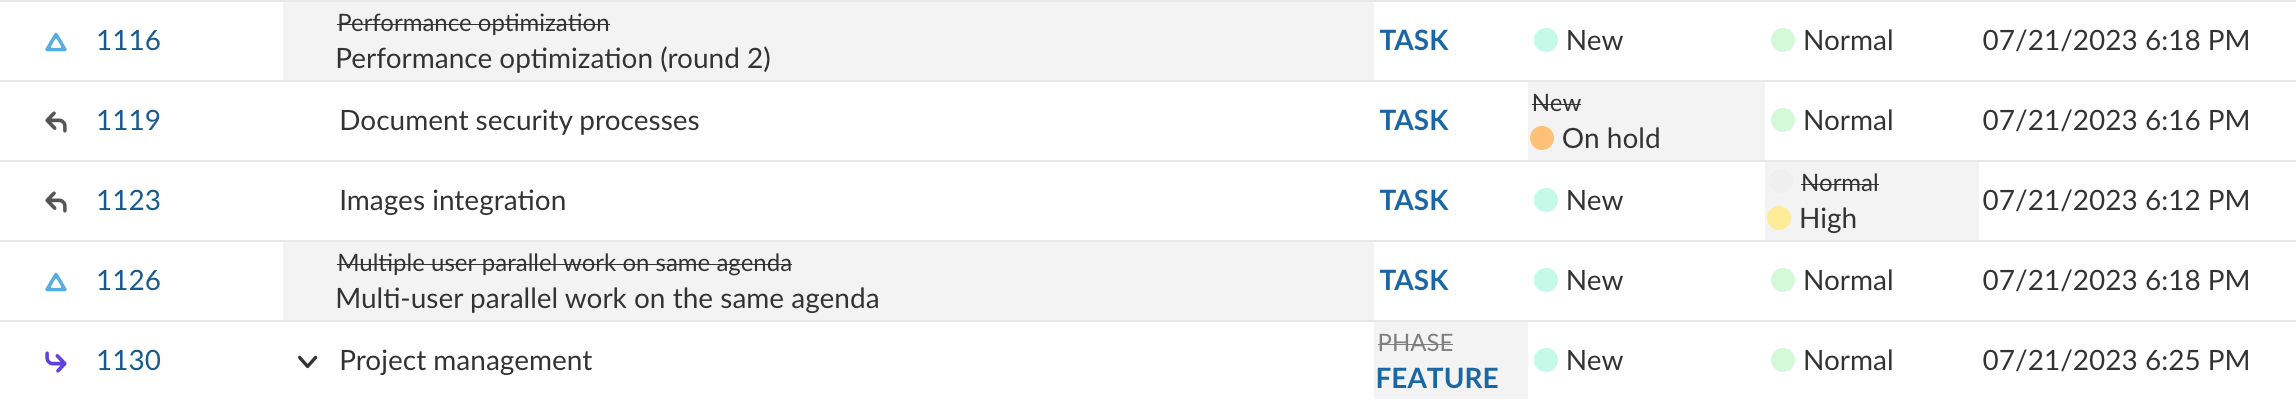 Performance optimization
1116 Performance optimization (round 2) TASK New Normal 07/21/2023 6:18 PM
New
1119 Document security processes TASK On hold Normal 07/21/2023 6:16 PM
Normal
1123 Images integration TASK New High 07/21/2023 6:12 PM
Multiple user parallel work on same agenda
1126 Multi-user parallel work on the same agenda TASK New Normal 07/21/2023 6:18 PM
PHASE
1130 Project management FEATURE New Normal 07/21/2023 6:25 PM